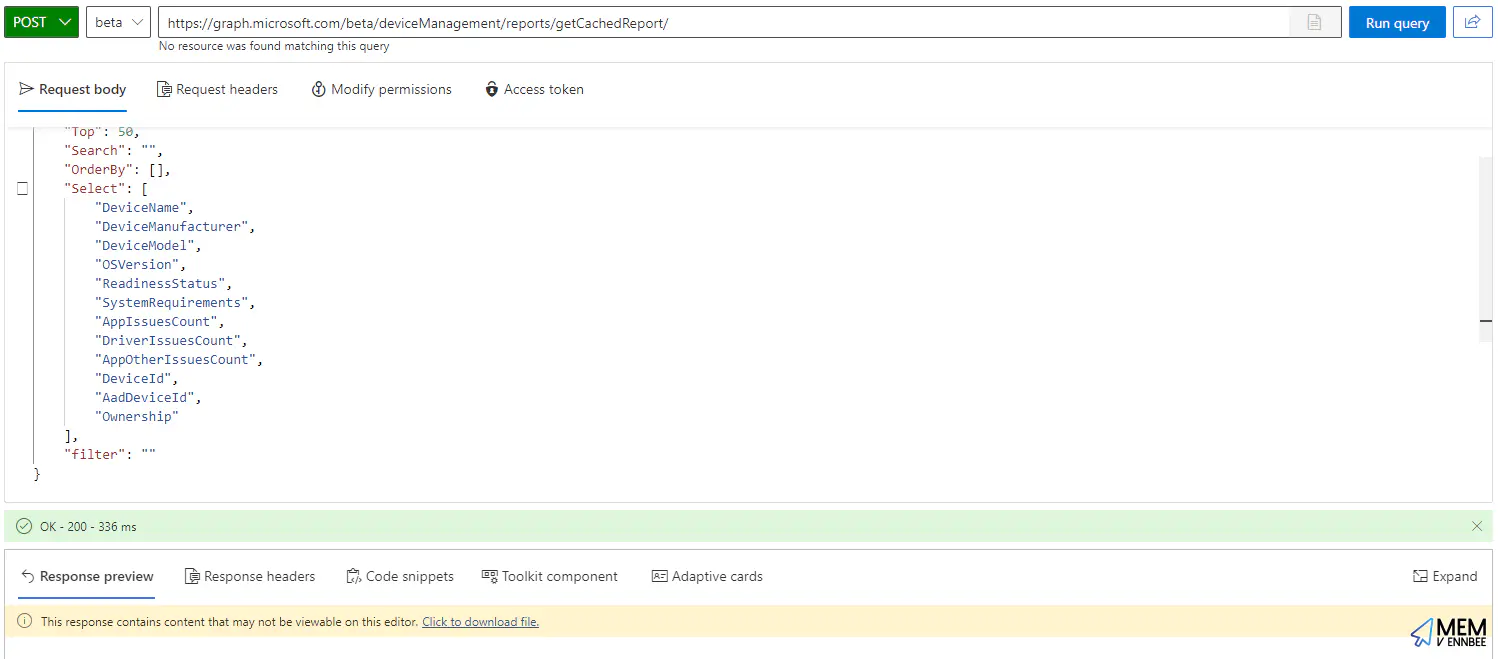 POST beta https://graph.microsoft.com/beta/deviceManagement/reports/getCachedReport/ Run query
No resource was found matching this query
Request body Request headers Modify permissions Access token
"Top": 50,
"Search": "",
"OrderBy": [],
"Select": [
"DeviceName",
"DeviceManufacturer",
"DeviceModel",
"OSVersion",
"ReadinessStatus",
"SystemRequirements",
"AppIssuesCount",
"DriverIssuesCount",
"AppOtherIssuesCount",
"DeviceId",
"AadDeviceId",
"Ownership"
],
"filter": ""
}
OK - 200 - 336 ms
Response preview Response headers Code snippets Toolkit component Adaptive cards Expand
This response contains content that may not be viewable on this editor. Click to download file.
MEM
V ENNBEE